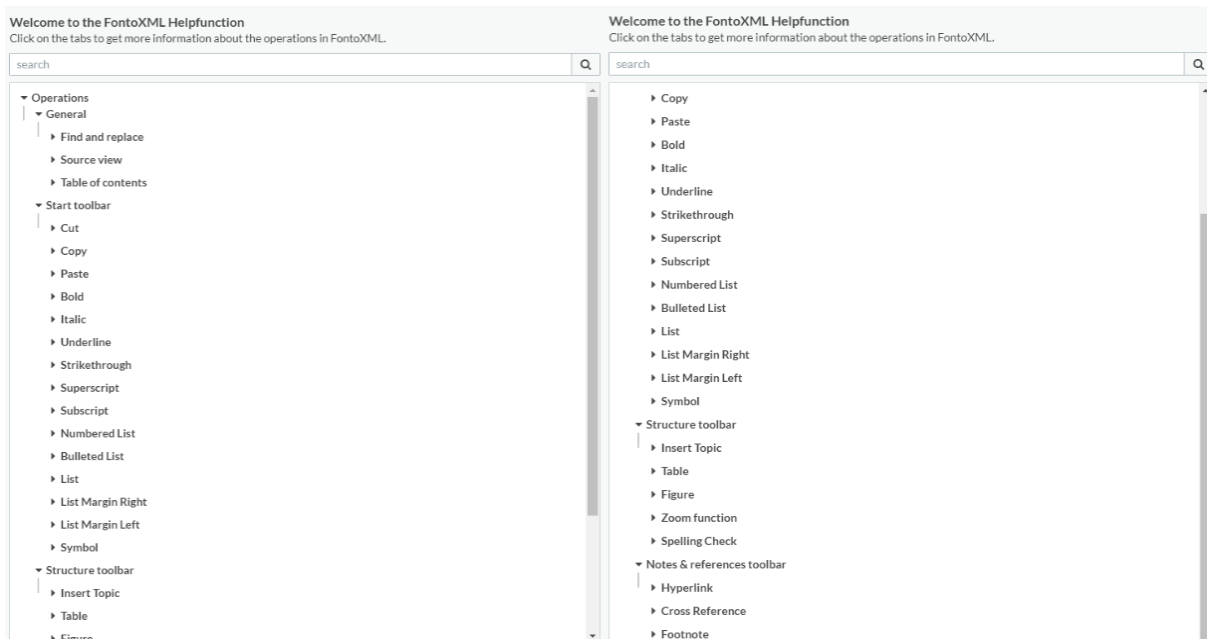 Welcome to the FontoXML Helpfunction
Click on the tabs to get more information about the operations in FontoXML.
search
Operations
General
Find and replace
Source view
Table of contents
Start toolbar
Cut
Copy
Paste
Bold
Italic
Underline
Strikethrough
Superscript
Subscript
Numbered List
Bulleted List
List
List Margin Right
List Margin Left
Symbol
Structure toolbar
Insert Topic
Table
Figure
Welcome to the FontoXML Helpfunction
Click on the tabs to get more information about the operations in FontoXML.
search
Copy
Paste
Bold
Italic
Underline
Strikethrough
Superscript
Subscript
Numbered List
Bulleted List
List
List Margin Right
List Margin Left
Symbol
Structure toolbar
Insert Topic
Table
Figure
Zoom function
Spelling Check
Notes & references toolbar
Hyperlink
Cross Reference
Footnote